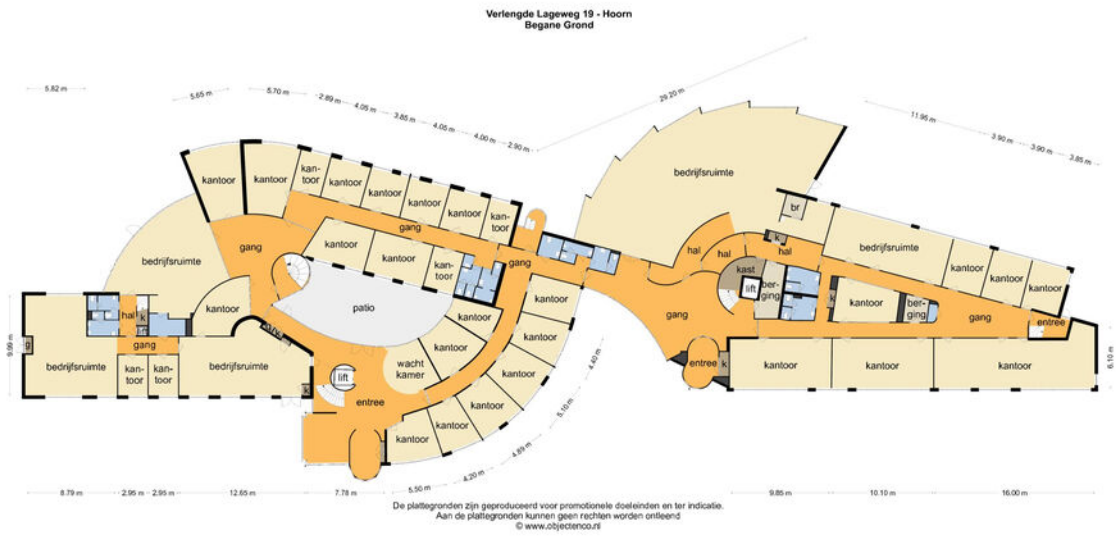 Verlengde Lageweg 19 - Hoorn
Begane Grond
5.82 m
5.65 m
5.70 m
2.89 m
4.05 m
3.85 m
4.05 m
4.00 m
2.90 m
29.20 m
11.95 m
3.90 m
3.90 m
3.85 m
kantoor
kantoor
kan-
toor
kantoor
kantoor
kantoor
kantoor
kan-
toor
bedrijfsruimte
br
gang
gang
kantoor
kantoor
kan-
toor
gang
hal
hal
k
hal
bedrijfsruimte
kantoor
kantoor
kantoor
bedrijfsruimte
kast
lift
ber-
ging
k
kantoor
ber-
ging
gang
entree
patio
kantoor
kantoor
gang
hal
k
kantoor
kantoor
kantoor
9.99 m
gang
bedrijfsruimte
kan-
toor
kan-
toor
bedrijfsruimte
k
lift
wacht
kamer
kantoor
kantoor
entree
kantoor
kantoor
kantoor
kantoor
4.40 m
5.10 m
4.89 m
4.20 m
5.50 m
entree
k
kantoor
kantoor
kantoor
6.10 m
8.79 m
2.95 m
2.95 m
12.65 m
7.78 m
9.85 m
10.10 m
16.00 m
De plattegronden zijn geproduceerd voor promotionele doeleinden en ter indicatie.
Aan de plattegronden kunnen geen rechten worden ontleend
© www.objectenco.nl